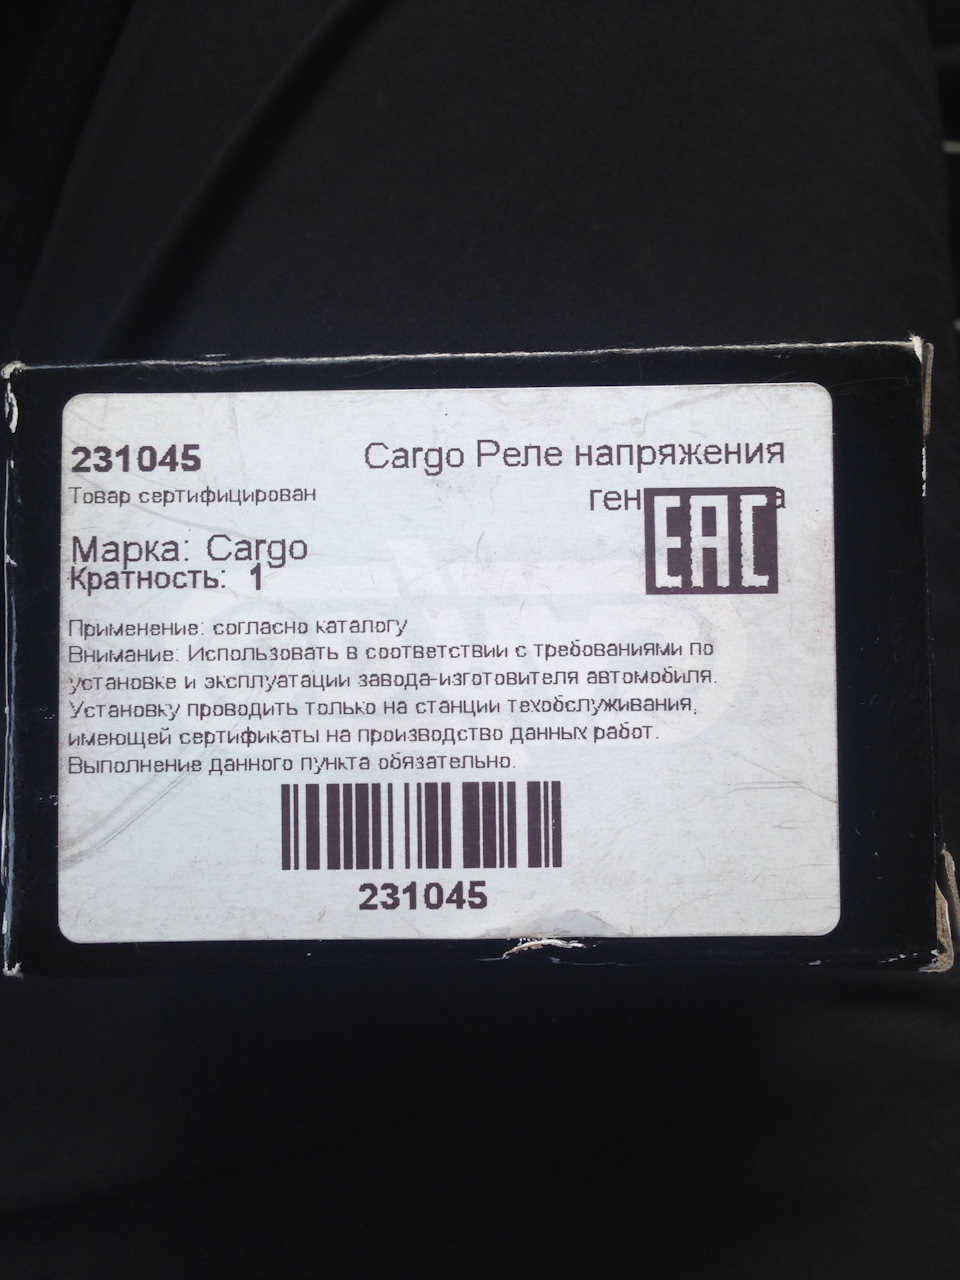 231045
Cargo Реле напряжения
Товар сертифицирован
EAC
Марка: Cargo
Кратность: 1
Применение: согласно каталогу
Внимание: Использовать в соответствии с требованиями по
установке и эксплуатации завода-изготовителя автомобиля.
Установку проводить только на станции техобслуживания,
имеющей сертификаты на производство данных работ.
Выполнение данного пункта обязательно.
231045